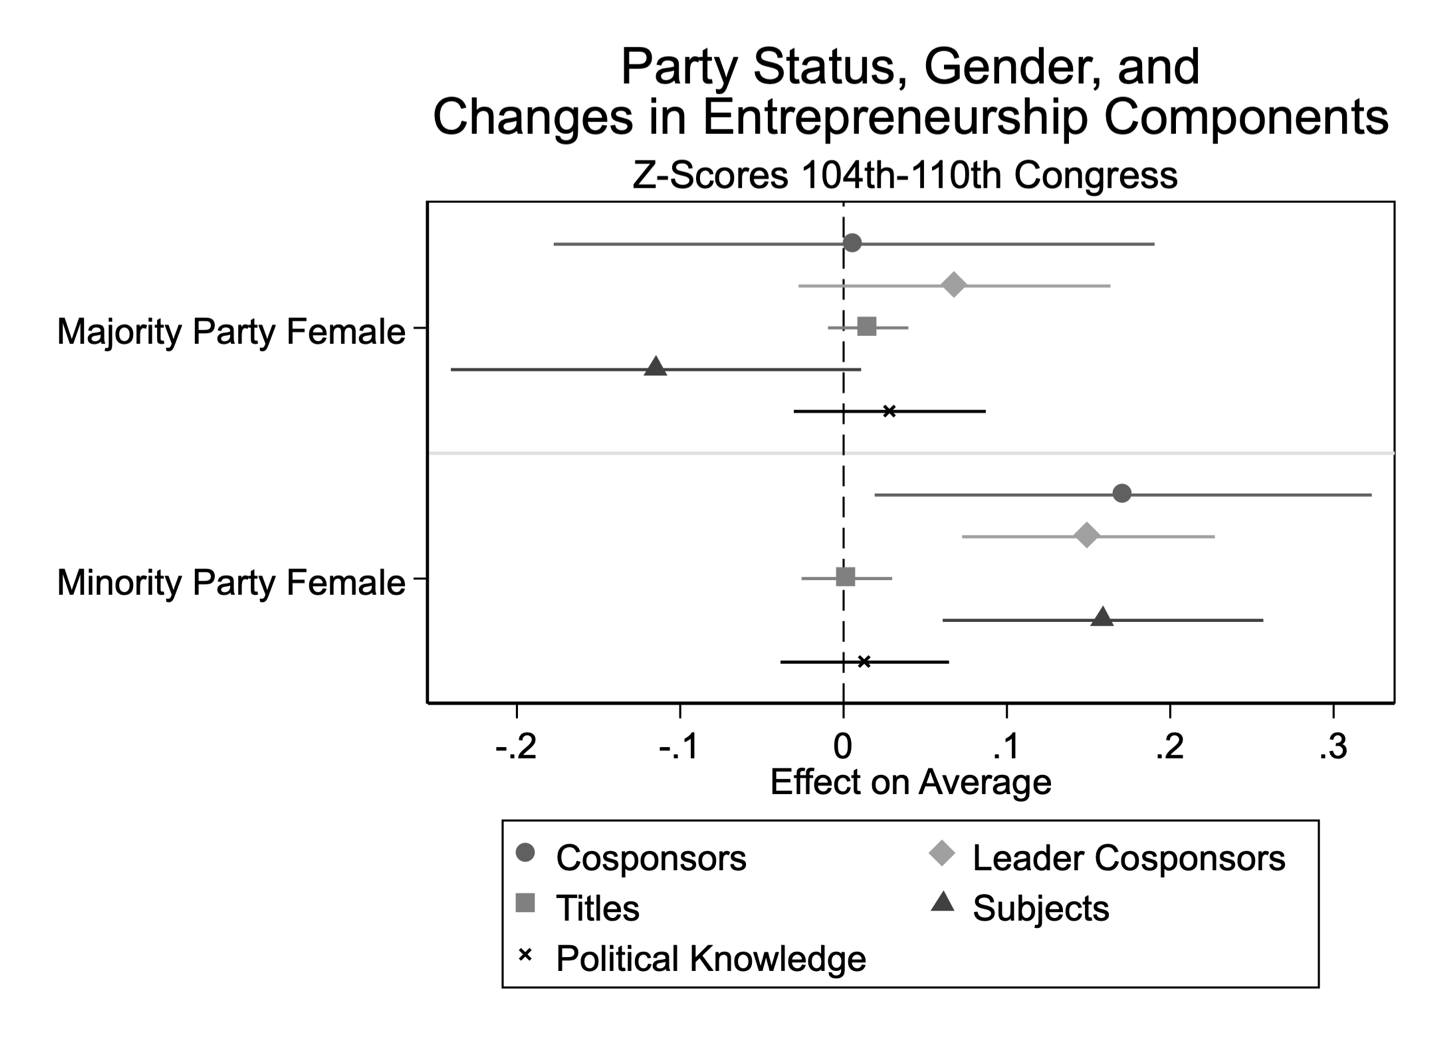 Party Status, Gender, and
Changes in Entrepreneurship Components
Z-Scores 104th-110th Congress
Majority Party Female
Minority Party Female
-.2 -.1 0 .1 .2 .3
Effect on Average
Cosponsors Leader Cosponsors
Titles Subjects
Political Knowledge